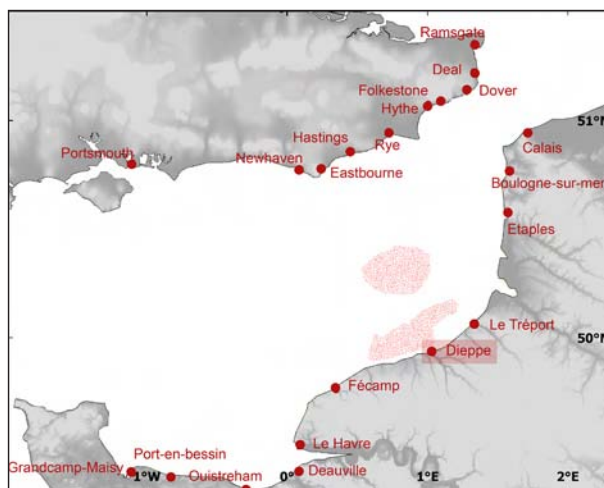 Ramsgate
Deal
Folkestone
Dover
Hythe
51°N
Hastings
Rye
Calais
Portsmouth
Newhaven
Eastbourne
Boulogne-sur-mer
Etaples
Le Tréport
50°N
Dieppe
Fécamp
Le Havre
Port-en-bessin
Grandcamp-Maisy
1°W
Ouistreham
0°
Deauville
1°E
2°E